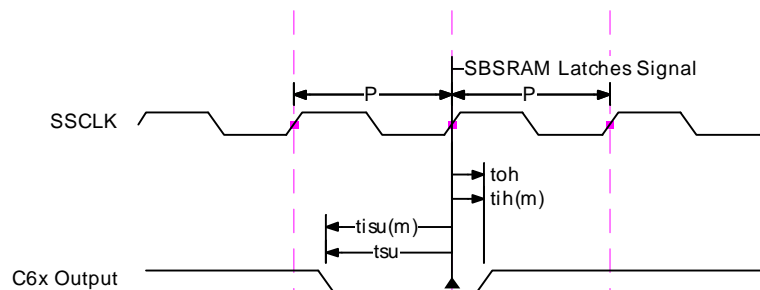 SBSRAM Latches Signal
P P
SSCLK
toh
tih(m)
tisu(m)
tsu
C6x Output